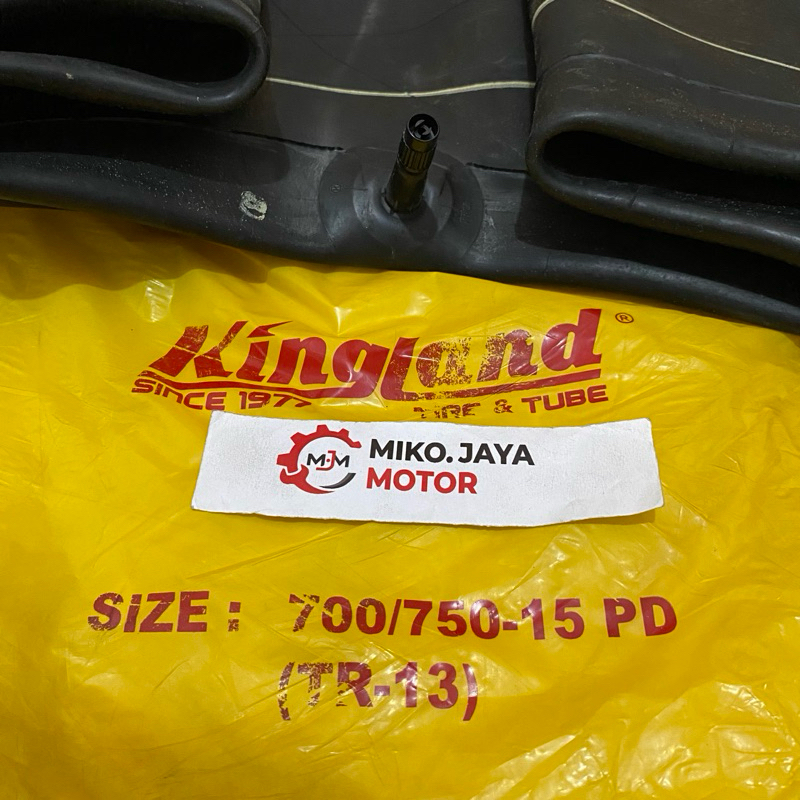 KingLand ®
SINCE 1977 TIRE & TUBE
MJM MIKO.JAYA
MOTOR
SIZE : 700/750-15 PD
(TR-13)